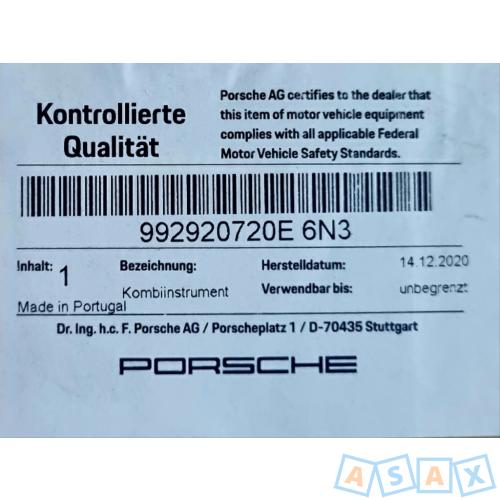 Kontrollierte
Qualität
Porsche AG certifies to the dealer that
this item of motor vehicle equipment
complies with all applicable Federal
Motor Vehicle Safety Standards.
992920720E 6N3
Inhalt: 1 Bezeichnung: Herstelldatum: 14.12.2020
Kombiinstrument Verwendbar bis: unbegrenzt
Made in Portugal
Dr. Ing. h.c. F. Porsche AG / Porscheplatz 1 / D-70435 Stuttgart
PORSCHE
ASAX